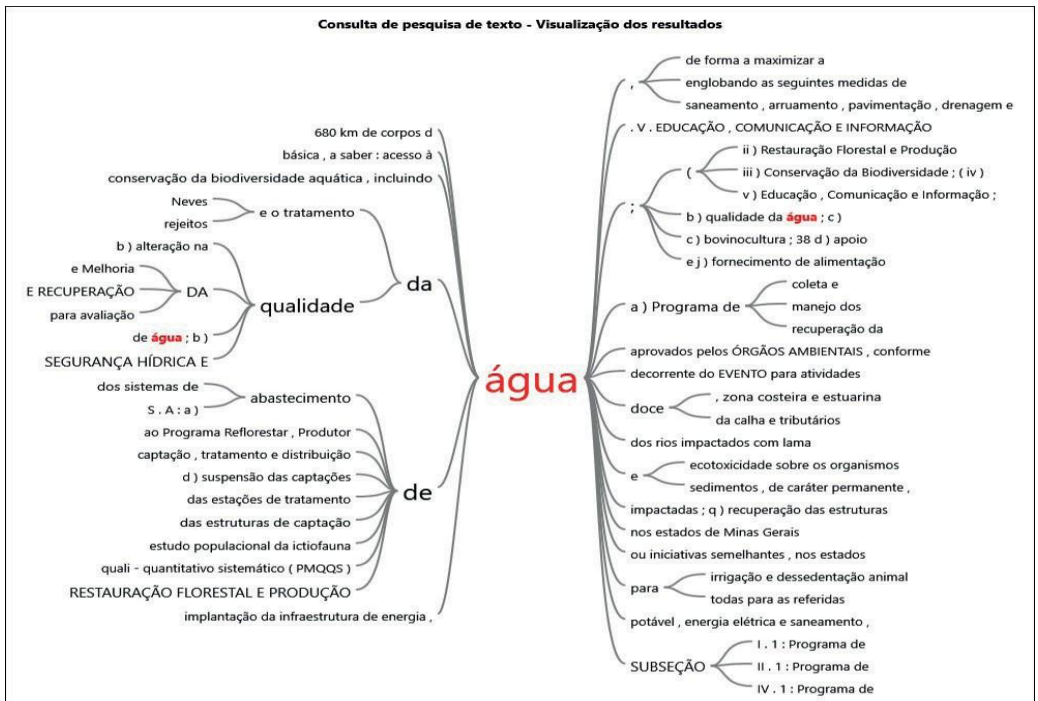 Consulta de pesquisa de texto - Visualização dos resultados
680 km de corpos d
básica , a saber : acesso à
conservação da biodiversidade aquática , incluindo
Neves
rejeitos
e o tratamento
b ) alteração na
e Melhoria
E RECUPERAÇÃO
para avaliação
DA
de água ; b )
SEGURANÇA HÍDRICA E
qualidade
da
dos sistemas de
S . A : a )
abastecimento
ao Programa Reflorestar , Produtor
captação , tratamento e distribuição
d ) suspensão das captações
das estações de tratamento
das estruturas de captação
estudo populacional da ictiofauna
quali - quantitativo sistemático ( PMQQS )
RESTAURAÇÃO FLORESTAL E PRODUÇÃO
de
implantação da infraestrutura de energia ,
água
,
de forma a maximizar a
englobando as seguintes medidas de
saneamento , arruamento , pavimentação , drenagem e
. V . EDUCAÇÃO , COMUNICAÇÃO E INFORMAÇÃO
;
(
ii ) Restauração Florestal e Produção
iii ) Conservação da Biodiversidade ; ( iv )
v ) Educação , Comunicação e Informação ;
b ) qualidade da água ; c )
c ) bovinocultura ; 38 d ) apoio
e j ) fornecimento de alimentação
a ) Programa de
coleta e
manejo dos
recuperação da
aprovados pelos ÓRGÃOS AMBIENTAIS , conforme
decorrente do EVENTO para atividades
doce
, zona costeira e estuarina
da calha e tributários
dos rios impactados com lama
e
ecotoxicidade sobre os organismos
sedimentos , de caráter permanente ,
impactadas ; q ) recuperação das estruturas
nos estados de Minas Gerais
ou iniciativas semelhantes , nos estados
para
irrigação e dessedentação animal
todas para as referidas
potável , energia elétrica e saneamento ,
SUBSEÇÃO
I . 1 : Programa de
II . 1 : Programa de
IV . 1 : Programa de